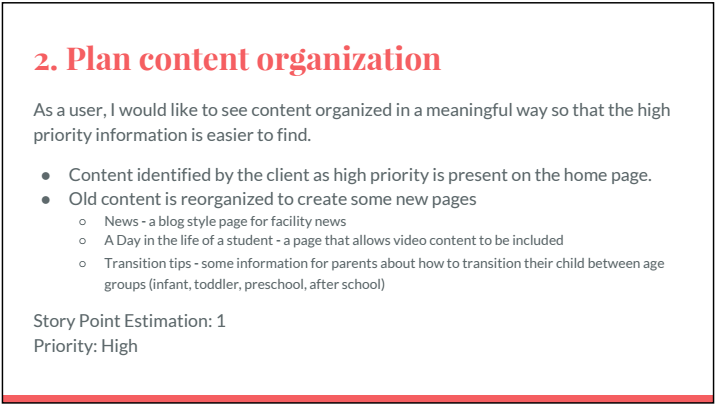 2. Plan content organization
As a user, I would like to see content organized in a meaningful way so that the high
priority information is easier to find.
● Content identified by the client as high priority is present on the home page.
● Old content is reorganized to create some new pages
○ News - a blog style page for facility news
○ A Day in the life of a student - a page that allows video content to be included
○ Transition tips - some information for parents about how to transition their child between age
groups (infant, toddler, preschool, after school)
Story Point Estimation: 1
Priority: High